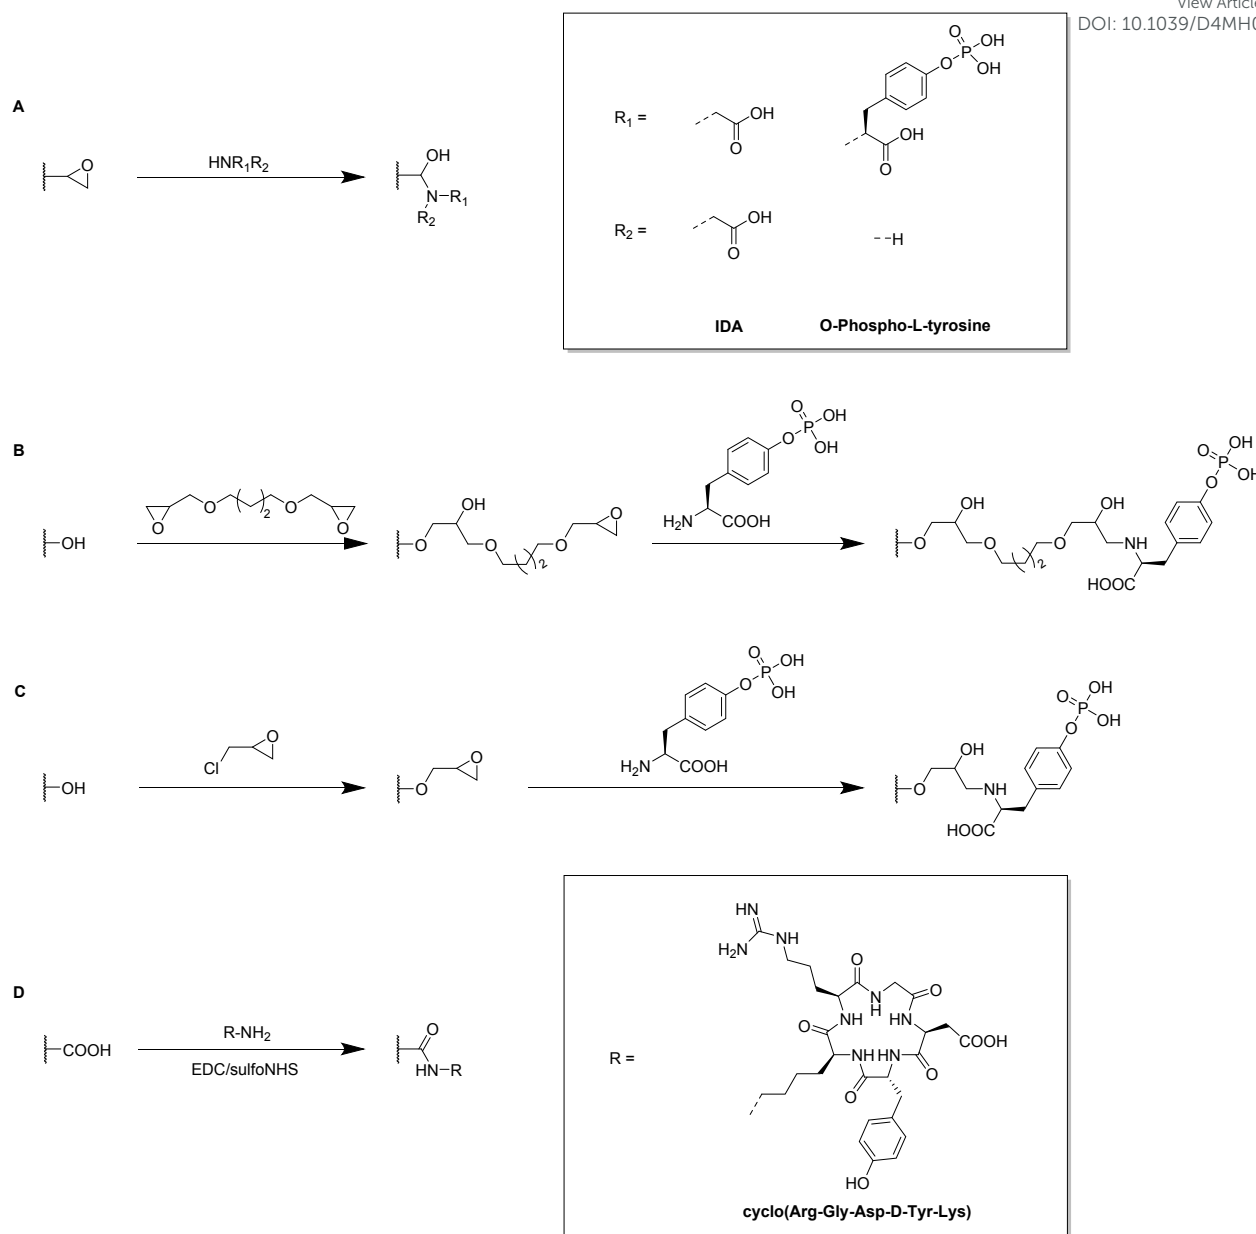 View Article
DOI: 10.1039/D4MH0
A
O
HNR1R2
OH
N
R1
R2
R1 =
OH
O
O
P
OH
OH
O
OH
O
R2 =
OH
O
H
IDA
O-Phospho-L-tyrosine
B
OH
O
O
2
O
O
OH
O
O
2
O
O
O
P
OH
OH
O
H2N
COOH
OH
O
O
2
O
OH
NH
HOOC
O
P
OH
OH
O
C
OH
Cl
O
O
O
O
P
OH
OH
O
H2N
COOH
OH
O
NH
HOOC
O
P
OH
OH
O
D
COOH
R-NH2
EDC/sulfoNHS
O
HN-R
R =
HN
H2N
NH
O
N
H
O
O
NH
HN
COOH
NH
HN
O
O
O
HO
cyclo(Arg-Gly-Asp-D-Tyr-Lys)